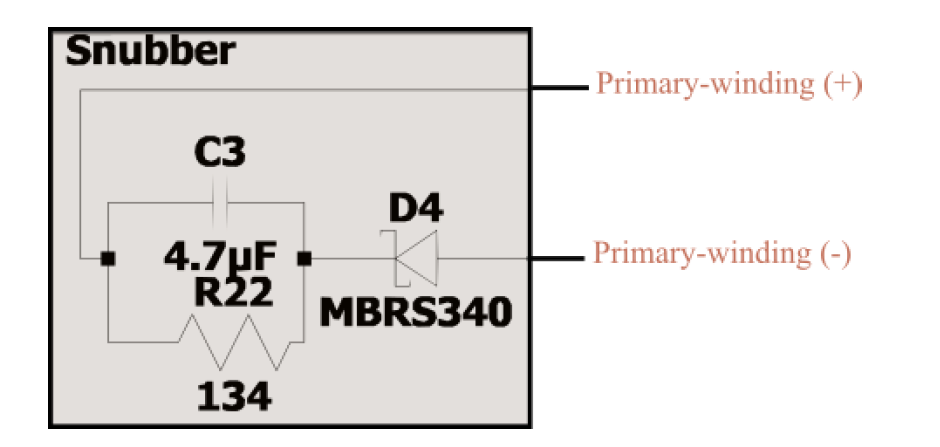 Snubber
Primary-winding (+)
C3
D4
4.7µF
Primary-winding (-)
R22
MBRS340
134